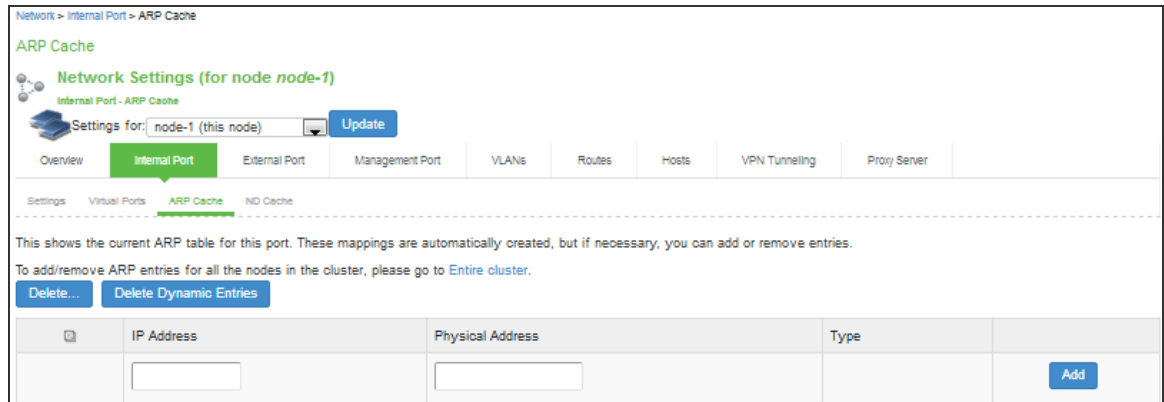 Network > Internal Port > ARP Cache
ARP Cache
Network Settings (for node node-1)
Internal Port - ARP Cache
Settings for: node-1 (this node) Update
Overview Internal Port External Port Management Port VLANs Routes Hosts VPN Tunneling Proxy Server
Settings Virtual Ports ARP Cache ND Cache
This shows the current ARP table for this port. These mappings are automatically created, but if necessary, you can add or remove entries.
To add/remove ARP entries for all the nodes in the cluster, please go to Entire cluster.
Delete... Delete Dynamic Entries
IP Address Physical Address Type
Add